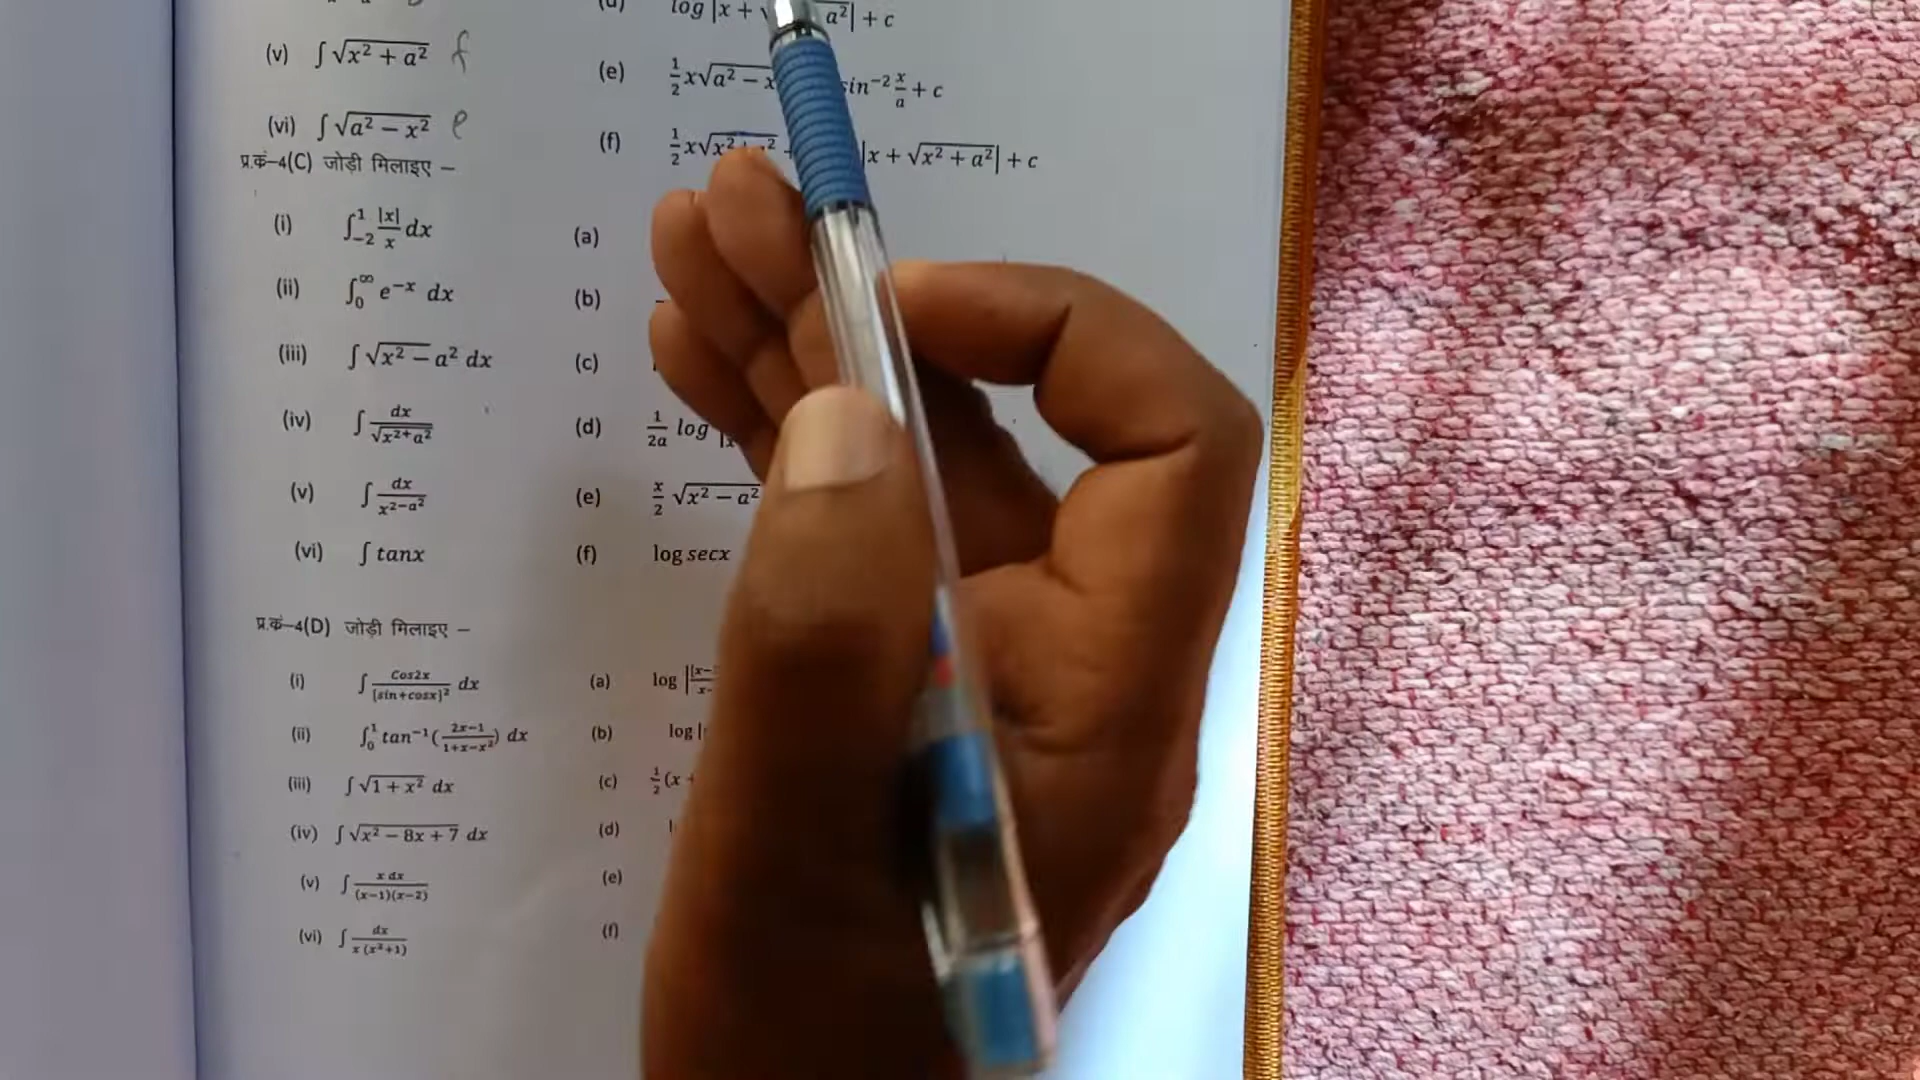 log |x + √ a²| + c
(v) ∫ √x² + a² f
(e) ½ x√a² − x sin⁻² x/a + c
(vi) ∫ √a² − x² e
(f) ½ x√x² + a² + |x + √x² + a²| + c
प्र.कं–4(C) जोड़ी मिलाइए –
(i) ∫₋₂¹ |x|/x dx (a)
(ii) ∫₀^∞ e⁻ˣ dx (b)
(iii) ∫ √x² − a² dx (c)
(iv) ∫ dx/√x²⁺a² (d) 1/2a log
(v) ∫ dx/x²−a² (e) x/2 √x² − a²
(vi) ∫ tanx (f) log secx
प्र.कं–4(D) जोड़ी मिलाइए –
(i) ∫ Cos2x/[sin+cosx]² dx (a) log
(ii) ∫₀¹ tan⁻¹(2x−1/1+x−x²) dx (b) log |
(iii) ∫ √1 + x² dx (c) ½ (x +
(iv) ∫ √x² − 8x + 7 dx (d)
(v) ∫ x dx/(x−1)(x−2) (e)
(vi) ∫ dx/x (x²+1) (f)